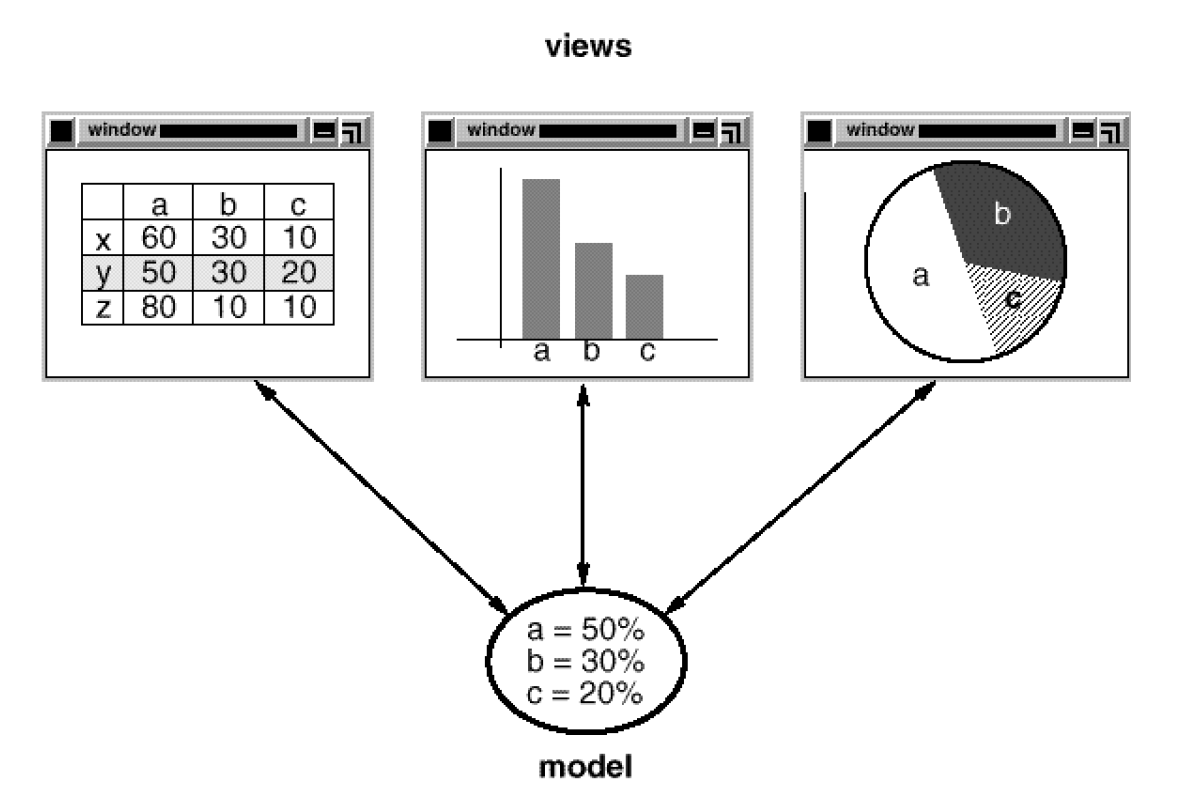 views
window
a b c
x 60 30 10
y 50 30 20
z 80 10 10
window
a b c
window
b
a
c
a = 50%
b = 30%
c = 20%
model